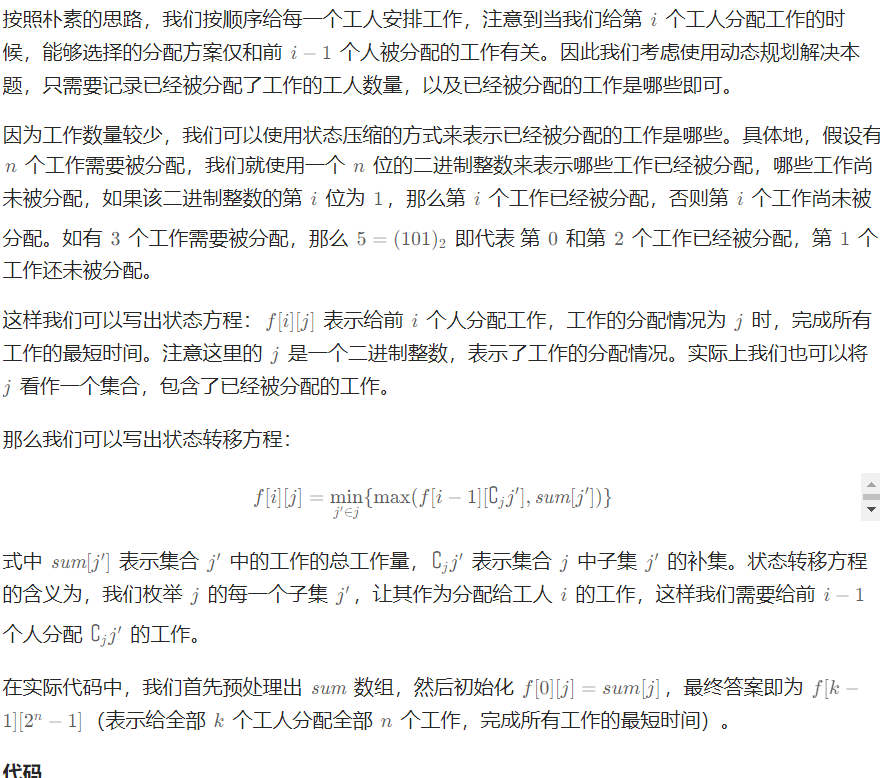 按照朴素的思路，我们按顺序给每一个工人安排工作，注意到当我们给第 i 个工人分配工作的时
候，能够选择的分配方案仅和前 i − 1 个人被分配的工作有关。因此我们考虑使用动态规划解决本
题，只需要记录已经被分配了工作的工人数量，以及已经被分配的工作是哪些即可。
因为工作数量较少，我们可以使用状态压缩的方式来表示已经被分配的工作是哪些。具体地，假设有
n 个工作需要被分配，我们就使用一个 n 位的二进制整数来表示哪些工作已经被分配，哪些工作尚
未被分配，如果该二进制整数的第 i 位为 1，那么第 i 个工作已经被分配，否则第 i 个工作尚未被
分配。如有 3 个工作需要被分配，那么 5 = (101)₂ 即代表 第 0 和第 2 个工作已经被分配，第 1 个
工作还未被分配。
这样我们可以写出状态方程：f[i][j] 表示给前 i 个人分配工作，工作的分配情况为 j 时，完成所有
工作的最短时间。注意这里的 j 是一个二进制整数，表示了工作的分配情况。实际上我们也可以将
j 看作一个集合，包含了已经被分配的工作。
那么我们可以写出状态转移方程：
f[i][j] = min_{j′∈j}{max(f[i − 1][∁ⱼj′], sum[j′])}
式中 sum[j′] 表示集合 j′ 中的工作的总工作量，∁ⱼj′ 表示集合 j 中子集 j′ 的补集。状态转移方程
的含义为，我们枚举 j 的每一个子集 j′，让其作为分配给工人 i 的工作，这样我们需要给前 i − 1
个人分配 ∁ⱼj′ 的工作。
在实际代码中，我们首先预处理出 sum 数组，然后初始化 f[0][j] = sum[j]，最终答案即为 f[k −
1][2ⁿ − 1]（表示给全部 k 个工人分配全部 n 个工作，完成所有工作的最短时间）。
代码